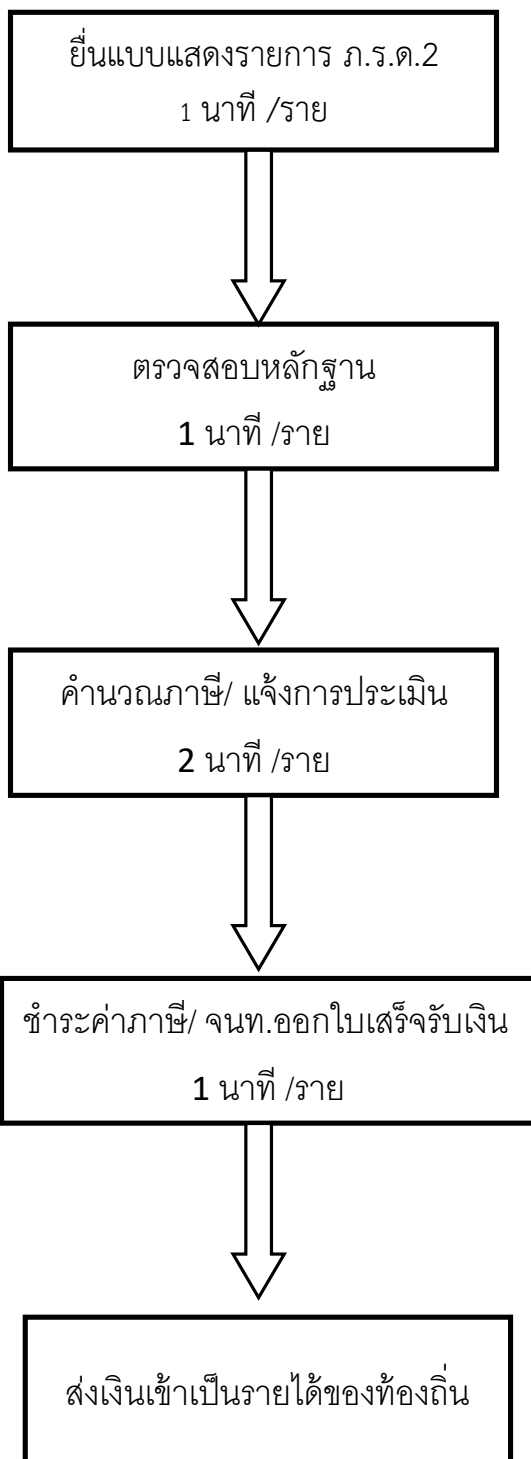 ยื่นแบบแสดงรายการ ภ.ร.ด.2
1 นาที /ราย
ตรวจสอบหลักฐาน
1 นาที /ราย
คำนวณภาษี/ แจ้งการประเมิน
2 นาที /ราย
ชำระค่าภาษี/ จนท.ออกใบเสร็จรับเงิน
1 นาที /ราย
ส่งเงินเข้าเป็นรายได้ของท้องถิ่น